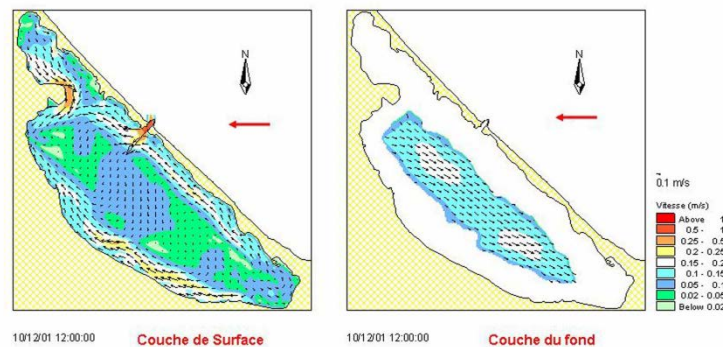 N
N
0.1 m/s
Vitesse (m/s)
Above 1
0.5 - 1
0.25 - 0.5
0.2 - 0.25
0.15 - 0.2
0.1 - 0.15
0.05 - 0.1
0.02 - 0.05
Below 0.02
10/12/01 12:00:00 Couche de Surface
10/12/01 12:00:00 Couche du fond